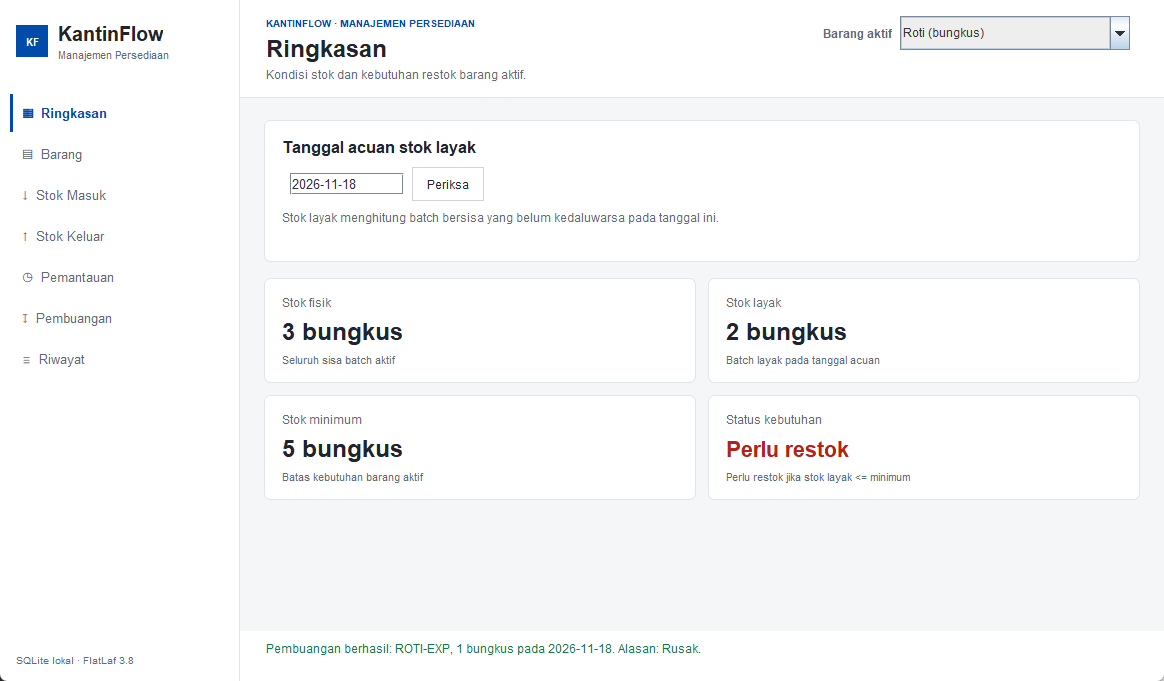 KF
KantinFlow
Manajemen Persediaan
Ringkasan
Barang
Stok Masuk
Stok Keluar
Pemantauan
Pembuangan
Riwayat
SQLite lokal · FlatLaf 3.8
KANTINFLOW · MANAJEMEN PERSEDIAAN
Ringkasan
Kondisi stok dan kebutuhan restok barang aktif.
Barang aktif
Roti (bungkus)
Tanggal acuan stok layak
2026-11-18
Periksa
Stok layak menghitung batch bersisa yang belum kedaluwarsa pada tanggal ini.
Stok fisik
3 bungkus
Seluruh sisa batch aktif
Stok layak
2 bungkus
Batch layak pada tanggal acuan
Stok minimum
5 bungkus
Batas kebutuhan barang aktif
Status kebutuhan
Perlu restok
Perlu restok jika stok layak <= minimum
Pembuangan berhasil: ROTI-EXP, 1 bungkus pada 2026-11-18. Alasan: Rusak.